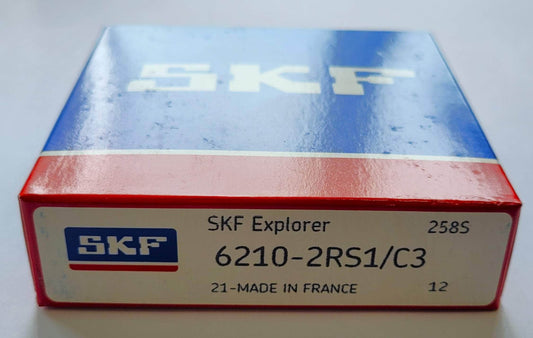 SKF
SKF Explorer 258S
SKF 6210-2RS1/C3
21-MADE IN FRANCE 12